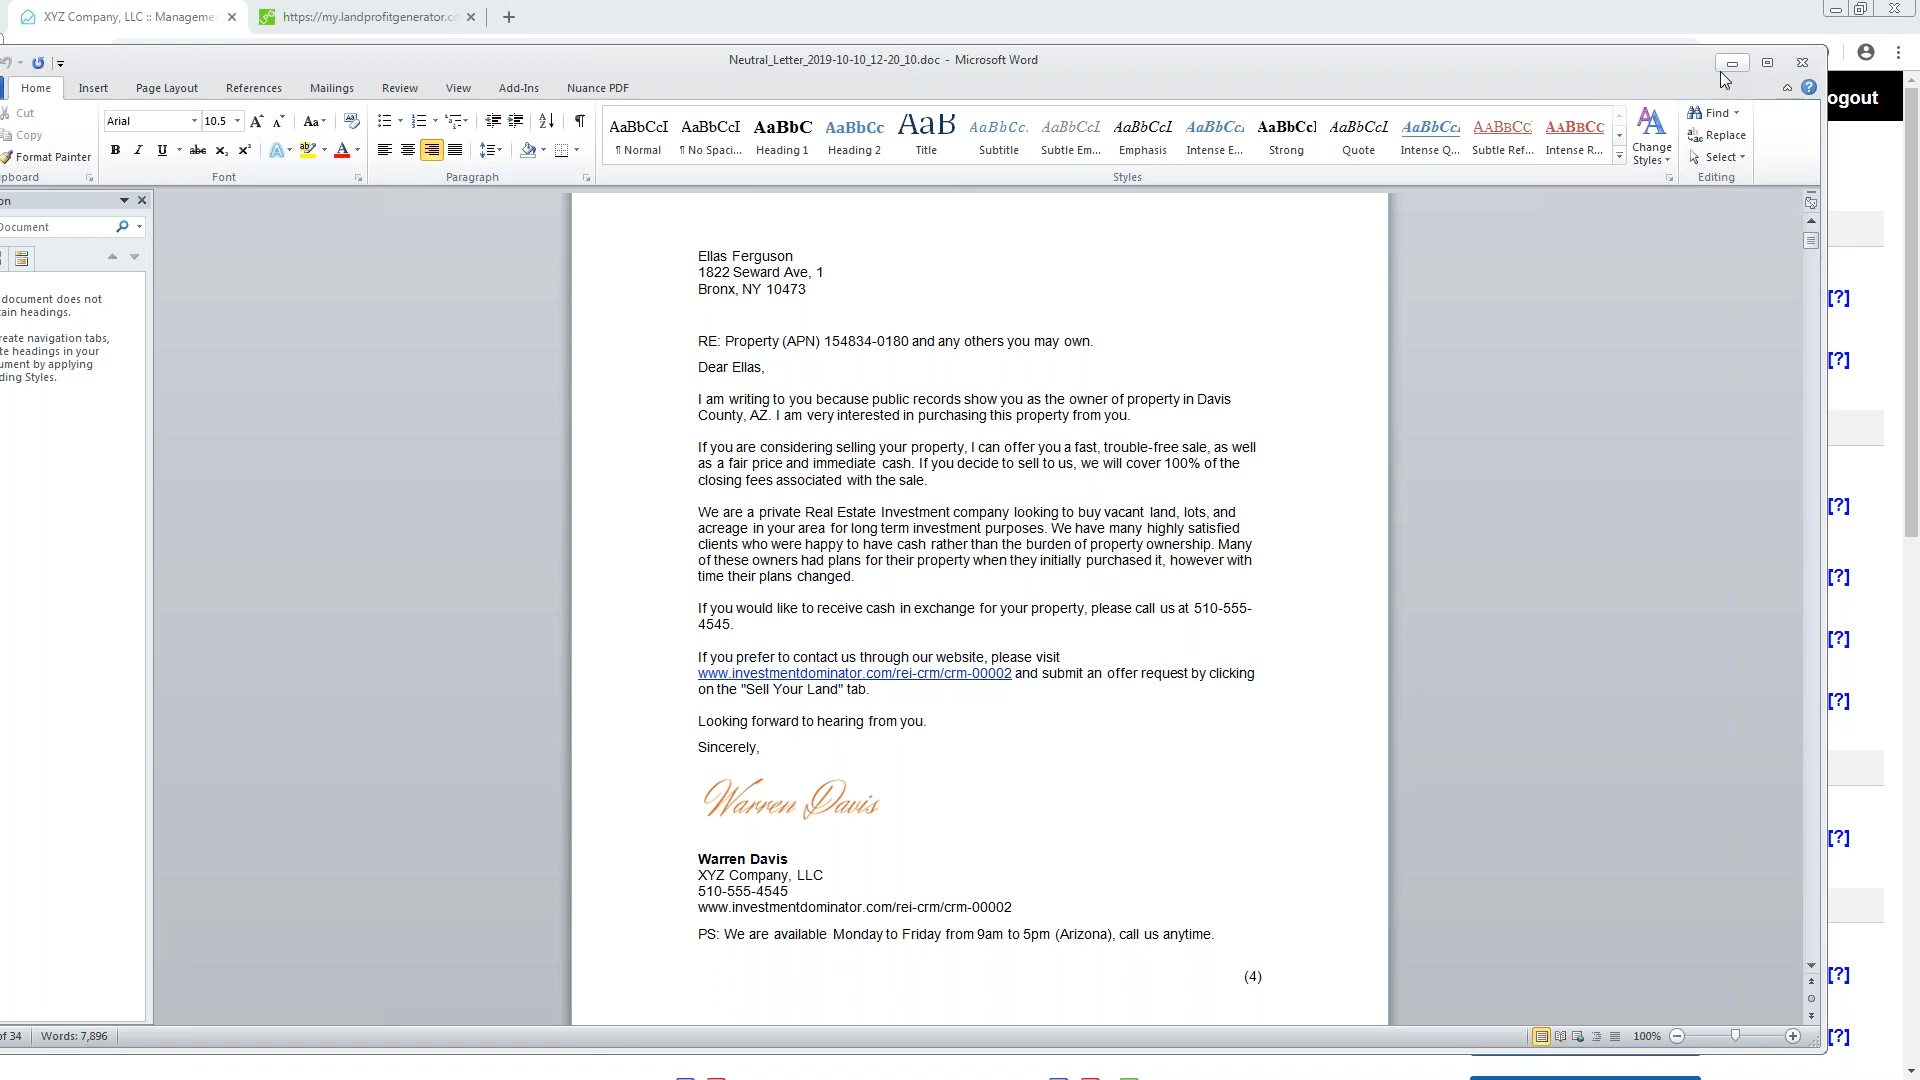 XYZ Company, LLC :: Managemen
https://my.landprofitgenerator.co
Neutral_Letter_2019-10-10_12-20_10.doc - Microsoft Word
Home Insert Page Layout References Mailings Review View Add-Ins Nuance PDF
ogout
Cut
Copy
Format Painter
pboard
Arial 10.5
Font
Paragraph
AaBbCcI AaBbCcI AaBbC AaBbCc AaB AaBbCc. AaBbCcI AaBbCcI AaBbCcI AaBbCcI AaBbCcI AaBbCcI AABBCC AABBCC
¶ Normal ¶ No Spaci... Heading 1 Heading 2 Title Subtitle Subtle Em... Emphasis Intense E... Strong Quote Intense Q... Subtle Ref... Intense R...
Styles
Change
Styles
Find
Replace
Select
Editing
on
Document
document does not
tain headings.
reate navigation tabs,
te headings in your
ument by applying
ding Styles.
Ellas Ferguson
1822 Seward Ave, 1
Bronx, NY 10473
RE: Property (APN) 154834-0180 and any others you may own.
Dear Ellas,
I am writing to you because public records show you as the owner of property in Davis
County, AZ. I am very interested in purchasing this property from you.
If you are considering selling your property, I can offer you a fast, trouble-free sale, as well
as a fair price and immediate cash. If you decide to sell to us, we will cover 100% of the
closing fees associated with the sale.
We are a private Real Estate Investment company looking to buy vacant land, lots, and
acreage in your area for long term investment purposes. We have many highly satisfied
clients who were happy to have cash rather than the burden of property ownership. Many
of these owners had plans for their property when they initially purchased it, however with
time their plans changed.
If you would like to receive cash in exchange for your property, please call us at 510-555-
4545.
If you prefer to contact us through our website, please visit
www.investmentdominator.com/rei-crm/crm-00002 and submit an offer request by clicking
on the "Sell Your Land" tab.
Looking forward to hearing from you.
Sincerely,
Warren Davis
Warren Davis
XYZ Company, LLC
510-555-4545
www.investmentdominator.com/rei-crm/crm-00002
PS: We are available Monday to Friday from 9am to 5pm (Arizona), call us anytime.
(4)
[?]
[?]
[?]
[?]
[?]
[?]
[?]
[?]
[?]
of 34 Words: 7,896
100%